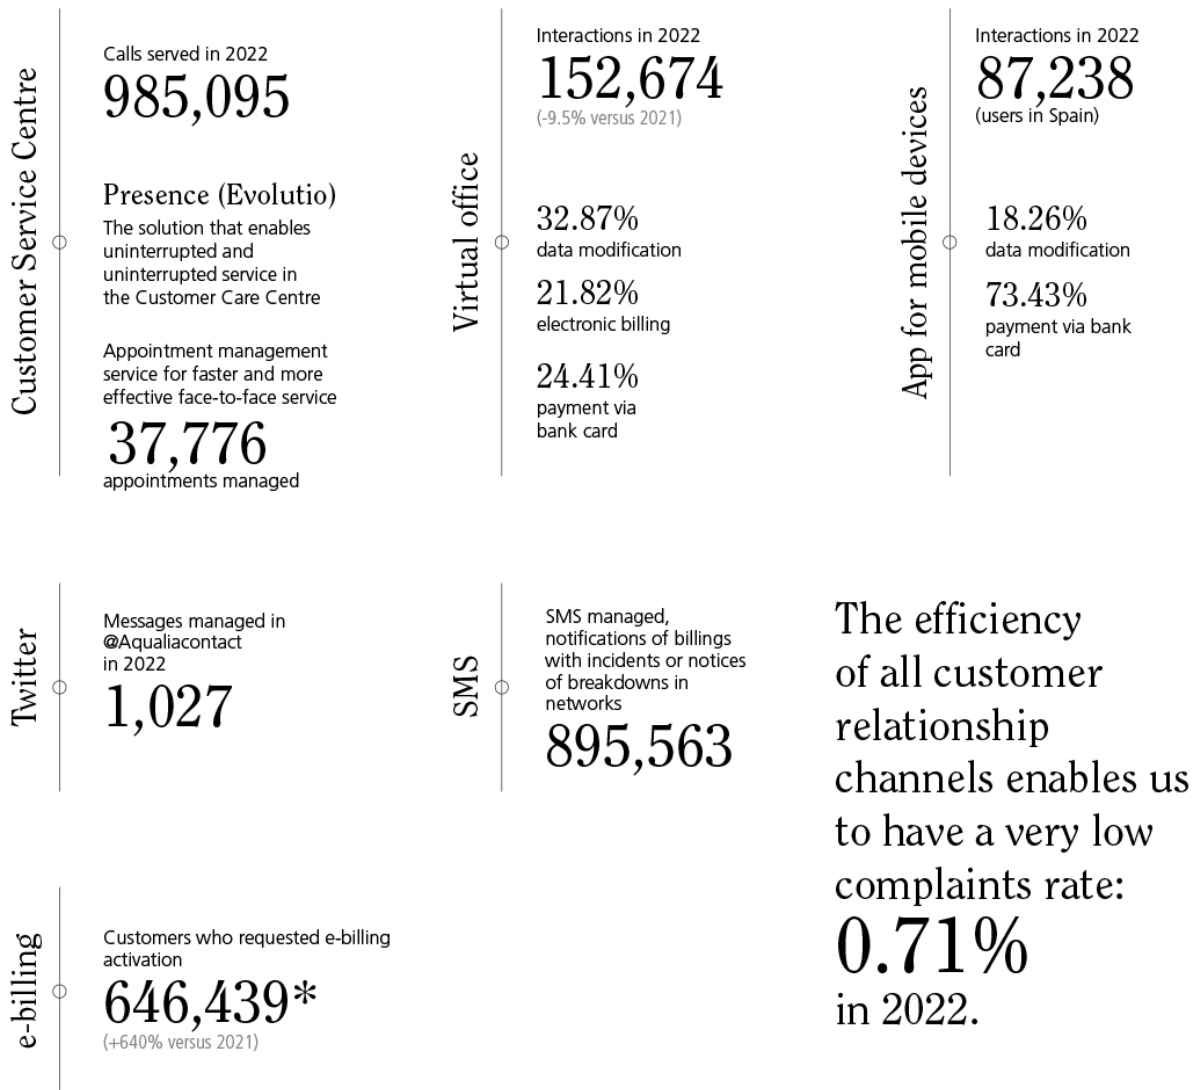 Customer Service Centre
Calls served in 2022
985,095
Presence (Evolutio)
The solution that enables
uninterrupted and
uninterrupted service in
the Customer Care Centre
Appointment management
service for faster and more
effective face-to-face service
37,776
appointments managed
Virtual office
Interactions in 2022
152,674
(-9.5% versus 2021)
32.87%
data modification
21.82%
electronic billing
24.41%
payment via
bank card
App for mobile devices
Interactions in 2022
87,238
(users in Spain)
18.26%
data modification
73.43%
payment via bank
card
Twitter
Messages managed in
@Aqualiacontact
in 2022
1,027
SMS
SMS managed,
notifications of billings
with incidents or notices
of breakdowns in
networks
895,563
The efficiency
of all customer
relationship
channels enables us
to have a very low
complaints rate:
0.71%
in 2022.
e-billing
Customers who requested e-billing
activation
646,439*
(+640% versus 2021)